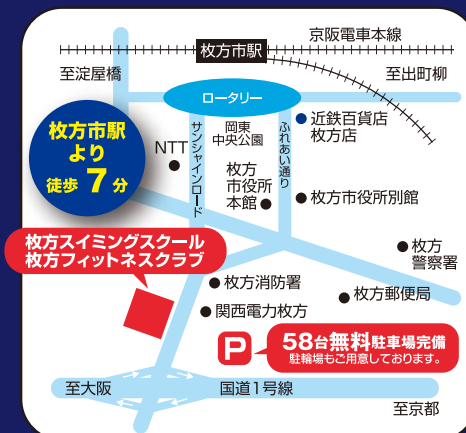 京阪電車本線
枚方市駅
至淀屋橋
至出町柳
ロータリー
枚方市駅
より
徒歩7分
NTT
サンシャインロード
岡東
中央公園
ふれあい通り
近鉄百貨店
枚方店
枚方
市役所
本館
枚方市役所別館
枚方スイミングスクール
枚方フィットネスクラブ
枚方
警察署
枚方消防署
枚方郵便局
関西電力枚方
P
58台無料駐車場完備
駐輪場もご用意しております。
至大阪
国道1号線
至京都